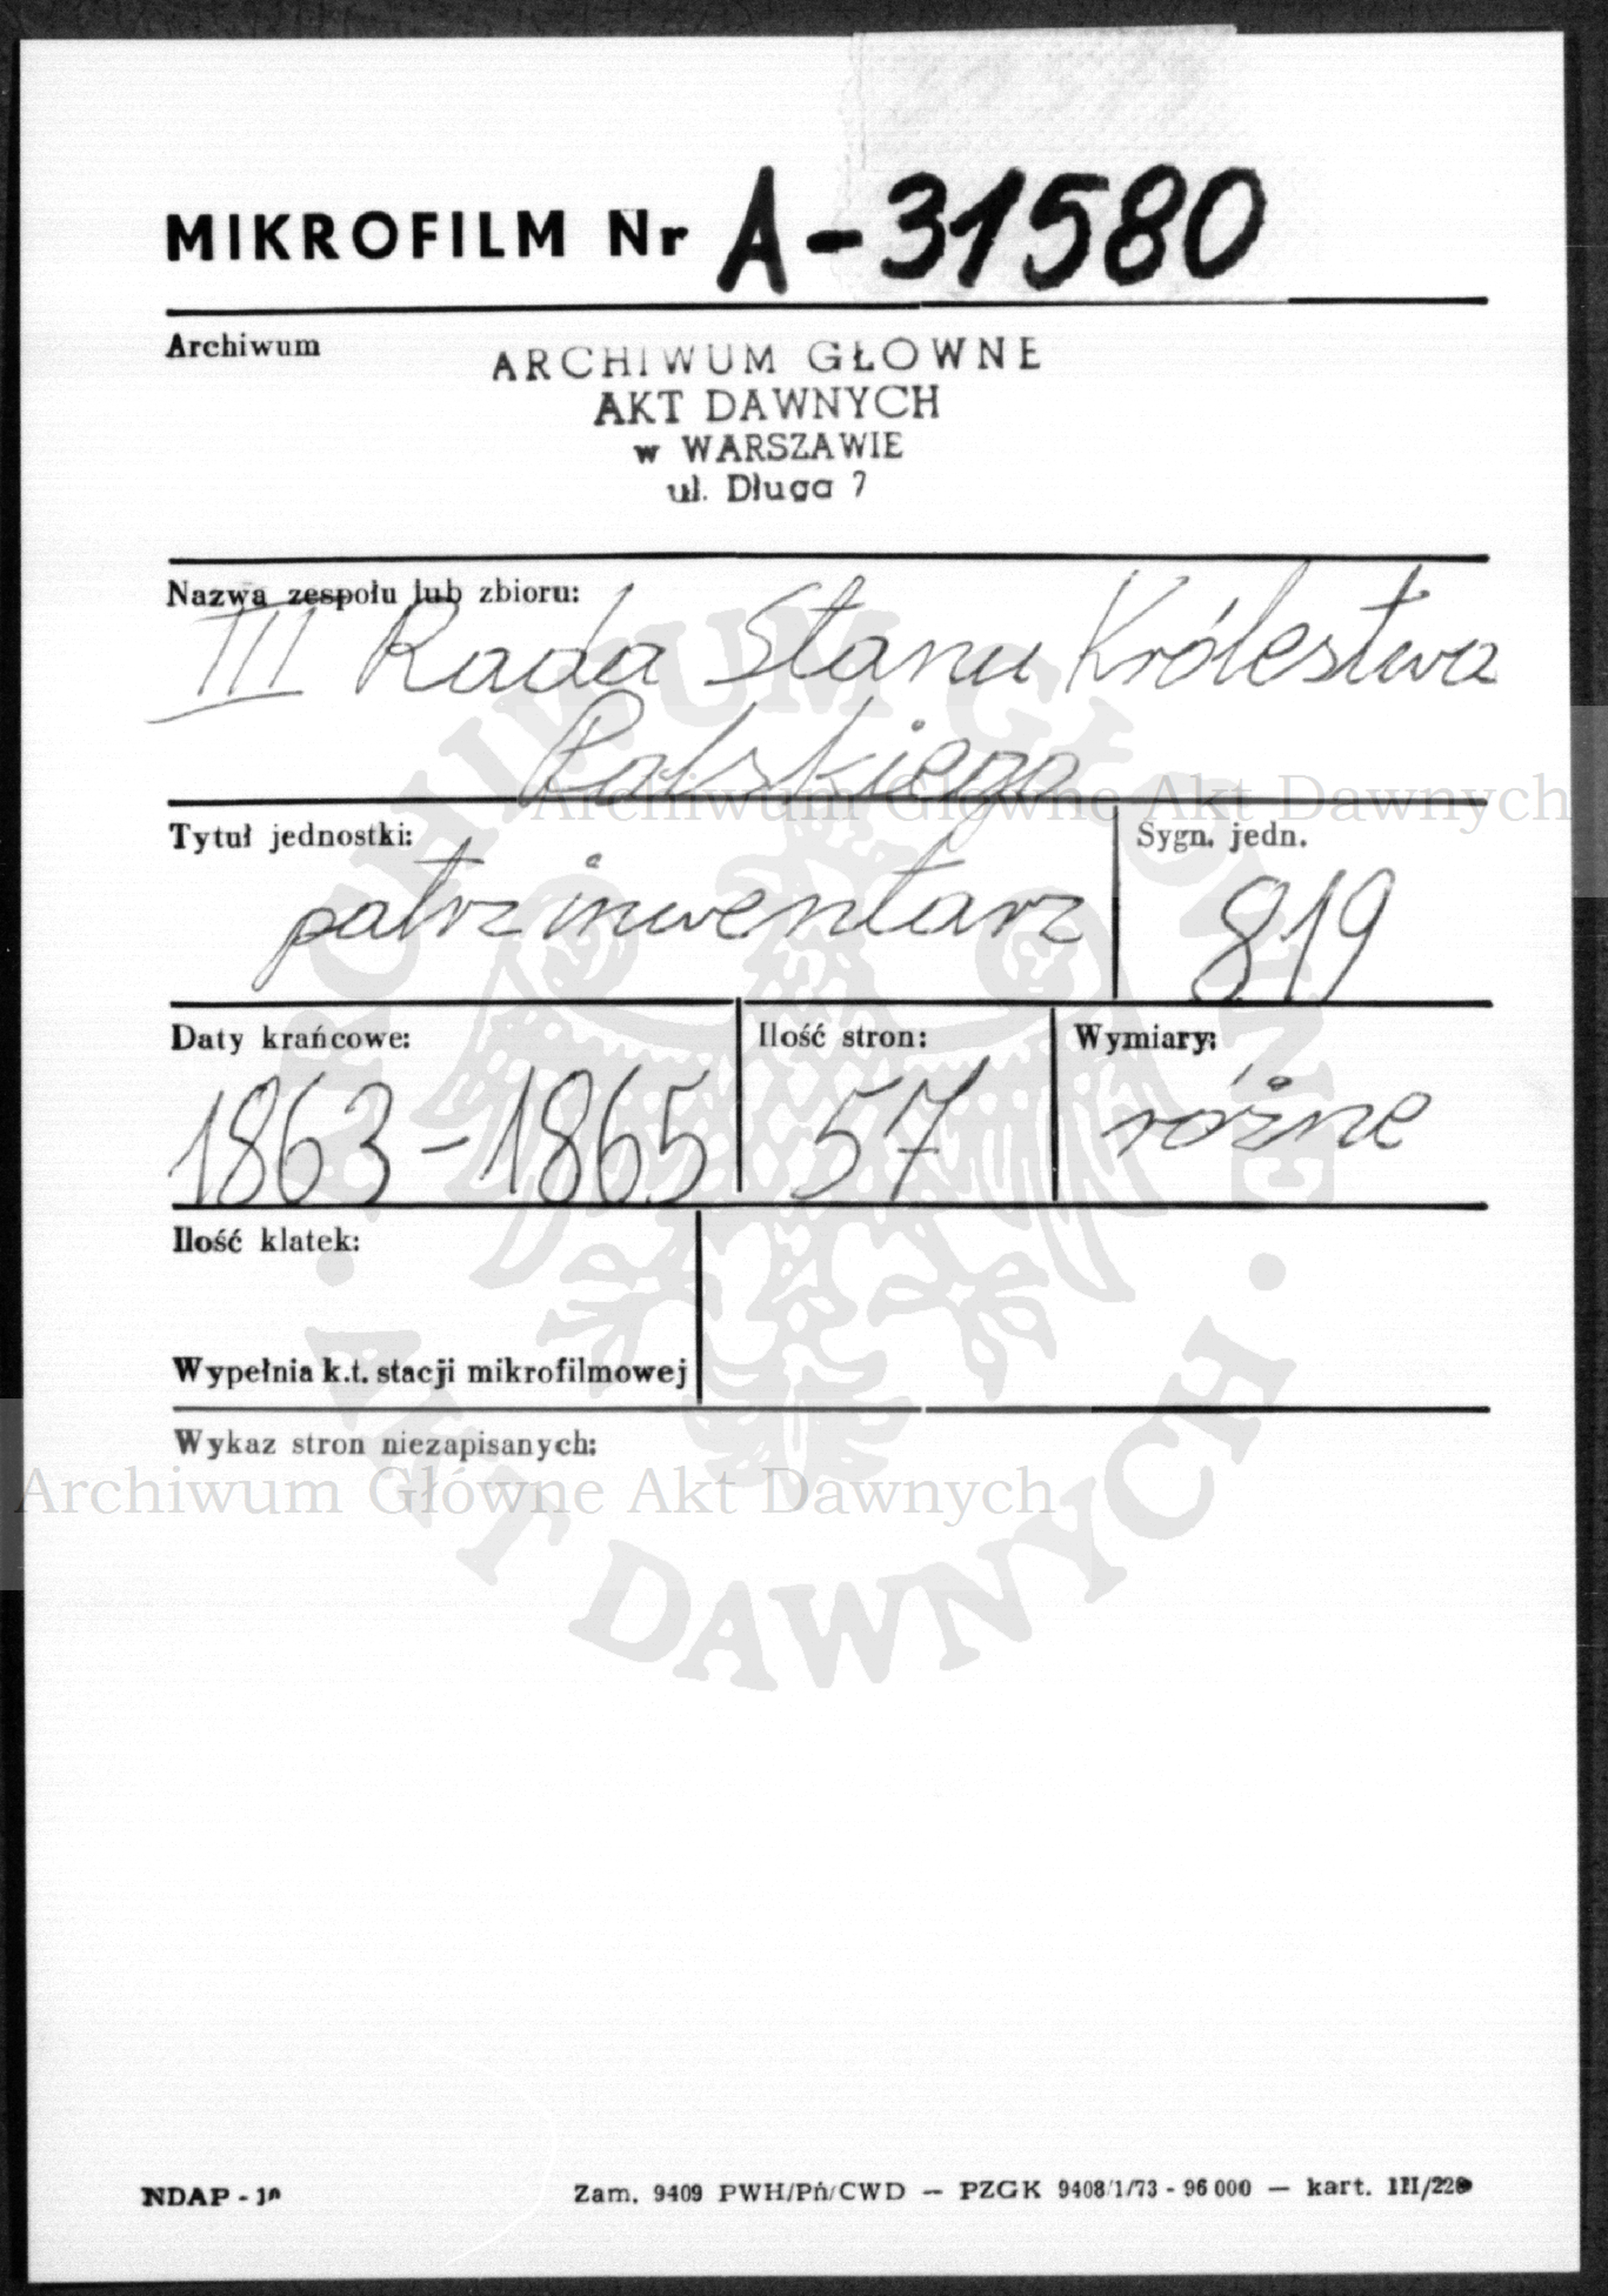 MIKROFILM Nr A-31580
Archiwum
ARCHIWUM GŁOWNE
AKT DAWNYCH
w WARSZAWIE
ul. Długa 7
Nazwa zespołu lub zbioru:
III Rada Stanu Królestwa
Polskiego
Archiwum Główne Akt Dawnych
Tytuł jednostki:
Sygn. jedn.
patrz inwentarz
819
Daty krańcowe:
Ilość stron:
Wymiary:
1863-1865
57
różne
Ilość klatek:
Wypełnia k.t. stacji mikrofilmowej
Wykaz stron niezapisanych:
Archiwum Główne Akt Dawnych
ARCHIWUM GŁÓWNE
AKT DAWNYCH
NDAP -
Zam. 9409 PWH/Pń/CWD — PZGK 9408/1/73 - 96 000 — kart. III/220